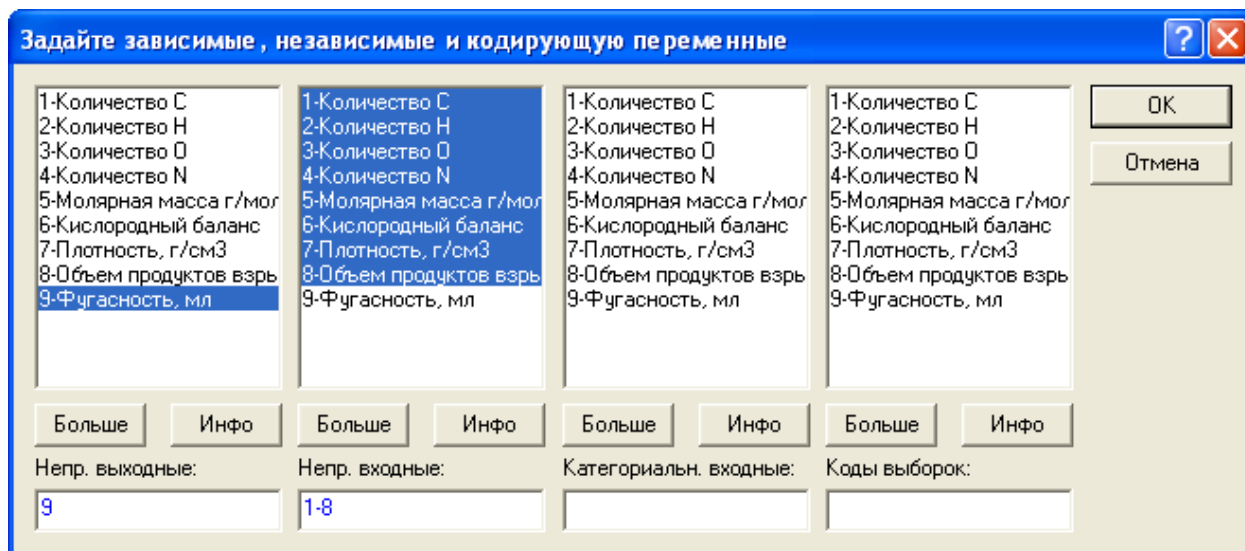 Задайте зависимые, независимые и кодирующую переменные
1-Количество C
2-Количество H
3-Количество O
4-Количество N
5-Молярная масса г/мол
6-Кислородный баланс
7-Плотность, г/см3
8-Объем продуктов взры
9-Фугасность, мл
1-Количество C
2-Количество H
3-Количество O
4-Количество N
5-Молярная масса г/мол
6-Кислородный баланс
7-Плотность, г/см3
8-Объем продуктов взры
9-Фугасность, мл
1-Количество C
2-Количество H
3-Количество O
4-Количество N
5-Молярная масса г/мол
6-Кислородный баланс
7-Плотность, г/см3
8-Объем продуктов взры
9-Фугасность, мл
1-Количество C
2-Количество H
3-Количество O
4-Количество N
5-Молярная масса г/мол
6-Кислородный баланс
7-Плотность, г/см3
8-Объем продуктов взры
9-Фугасность, мл
OK
Отмена
Больше Инфо Больше Инфо Больше Инфо Больше Инфо
Непр. выходные: Непр. входные: Категориальн. входные: Коды выборок:
9 1-8